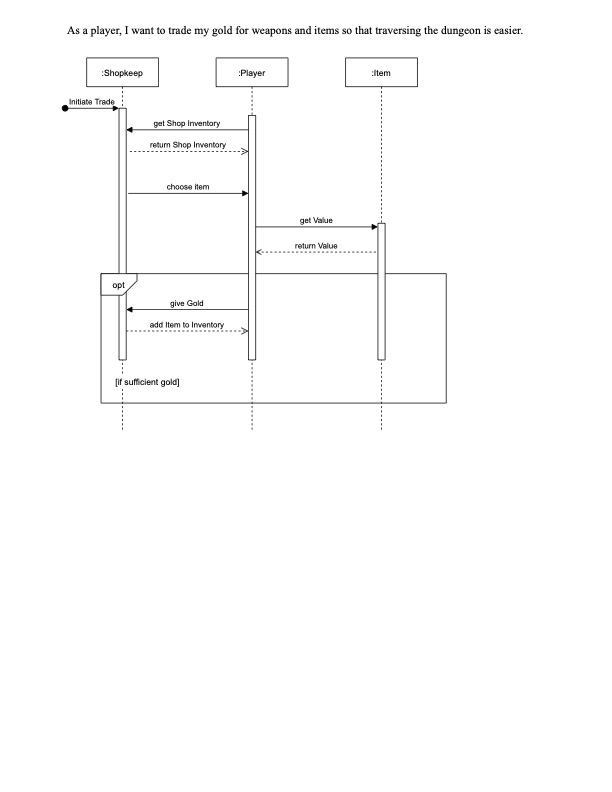 As a player, I want to trade my gold for weapons and items so that traversing the dungeon is easier.
:Shopkeep
:Player
:Item
Initiate Trade
get Shop Inventory
return Shop Inventory
choose item
get Value
return Value
opt
give Gold
add Item to Inventory
[if sufficient gold]